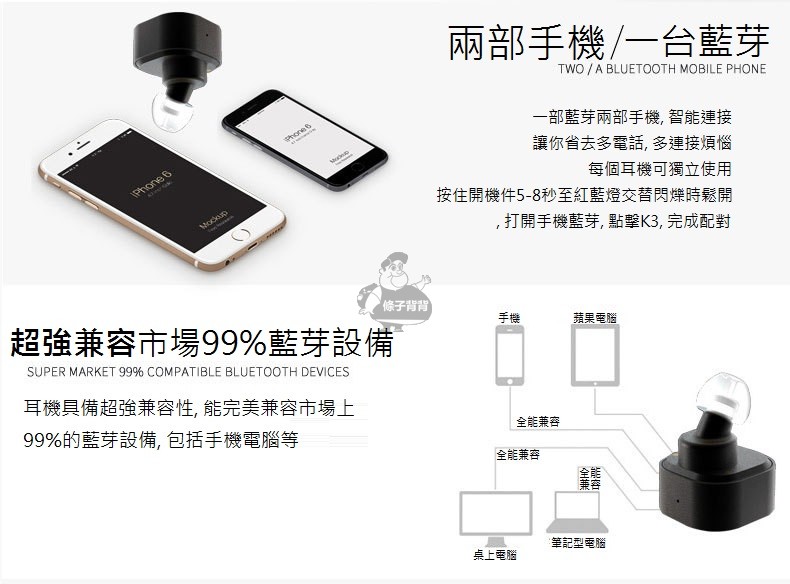 兩部手機/一台藍芽
TWO / A BLUETOOTH MOBILE PHONE
一部藍芽兩部手機, 智能連接
讓你省去多電話, 多連接煩惱
每個耳機可獨立使用
按住開機件5-8秒至紅藍燈交替閃爍時鬆開
, 打開手機藍芽, 點擊K3, 完成配對
iPhone 6
Mockup
iPhone 6
Mockup
條子背背
超強兼容市場99%藍芽設備
SUPER MARKET 99% COMPATIBLE BLUETOOTH DEVICES
耳機具備超強兼容性, 能完美兼容市場上
99%的藍芽設備, 包括手機電腦等
手機
蘋果電腦
全能兼容
全能兼容
全能
兼容
桌上電腦
筆記型電腦